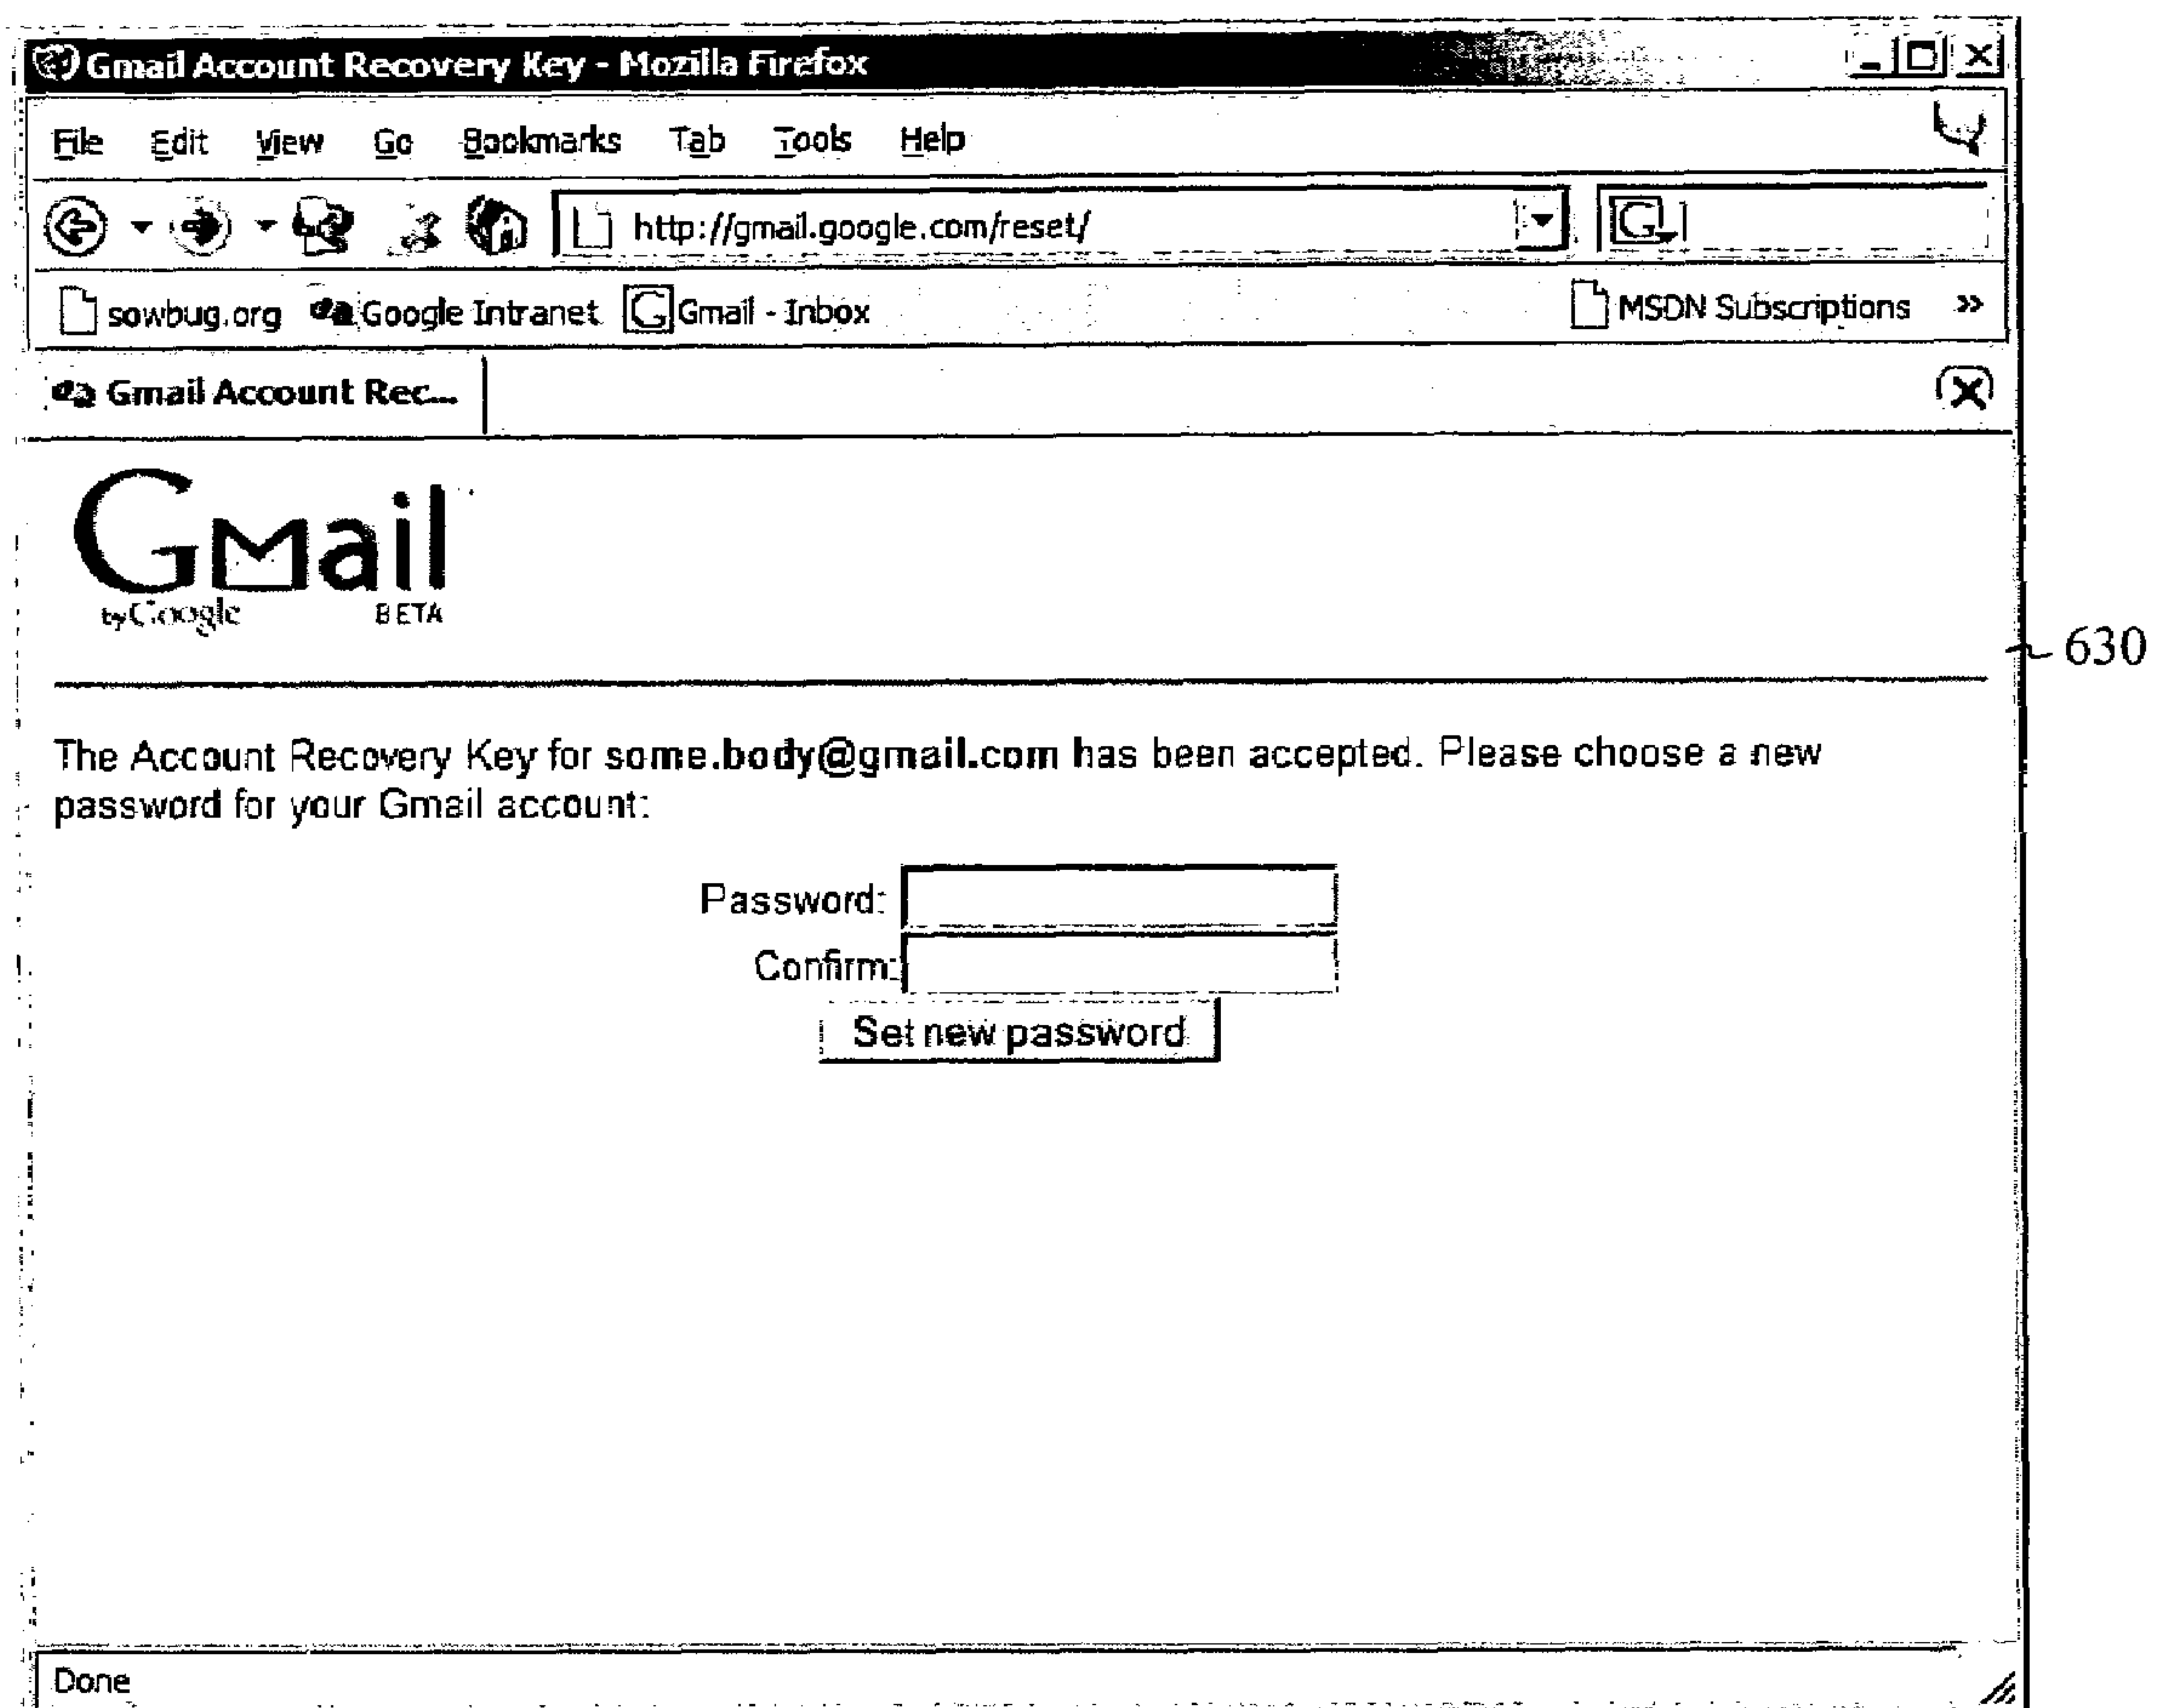 Gmail Account Recovery Key - Mozilla Firefox
File Edit View Go Bookmarks Tab Tools Help
http://gmail.google.com/reset/ G
sowbug.org Google Intranet G Gmail - Inbox MSDN Subscriptions »
Gmail Account Rec...
GMail
by Google BETA
630
The Account Recovery Key for some.body@gmail.com has been accepted. Please choose a new
password for your Gmail account:
Password:
Confirm:
Set new password
Done